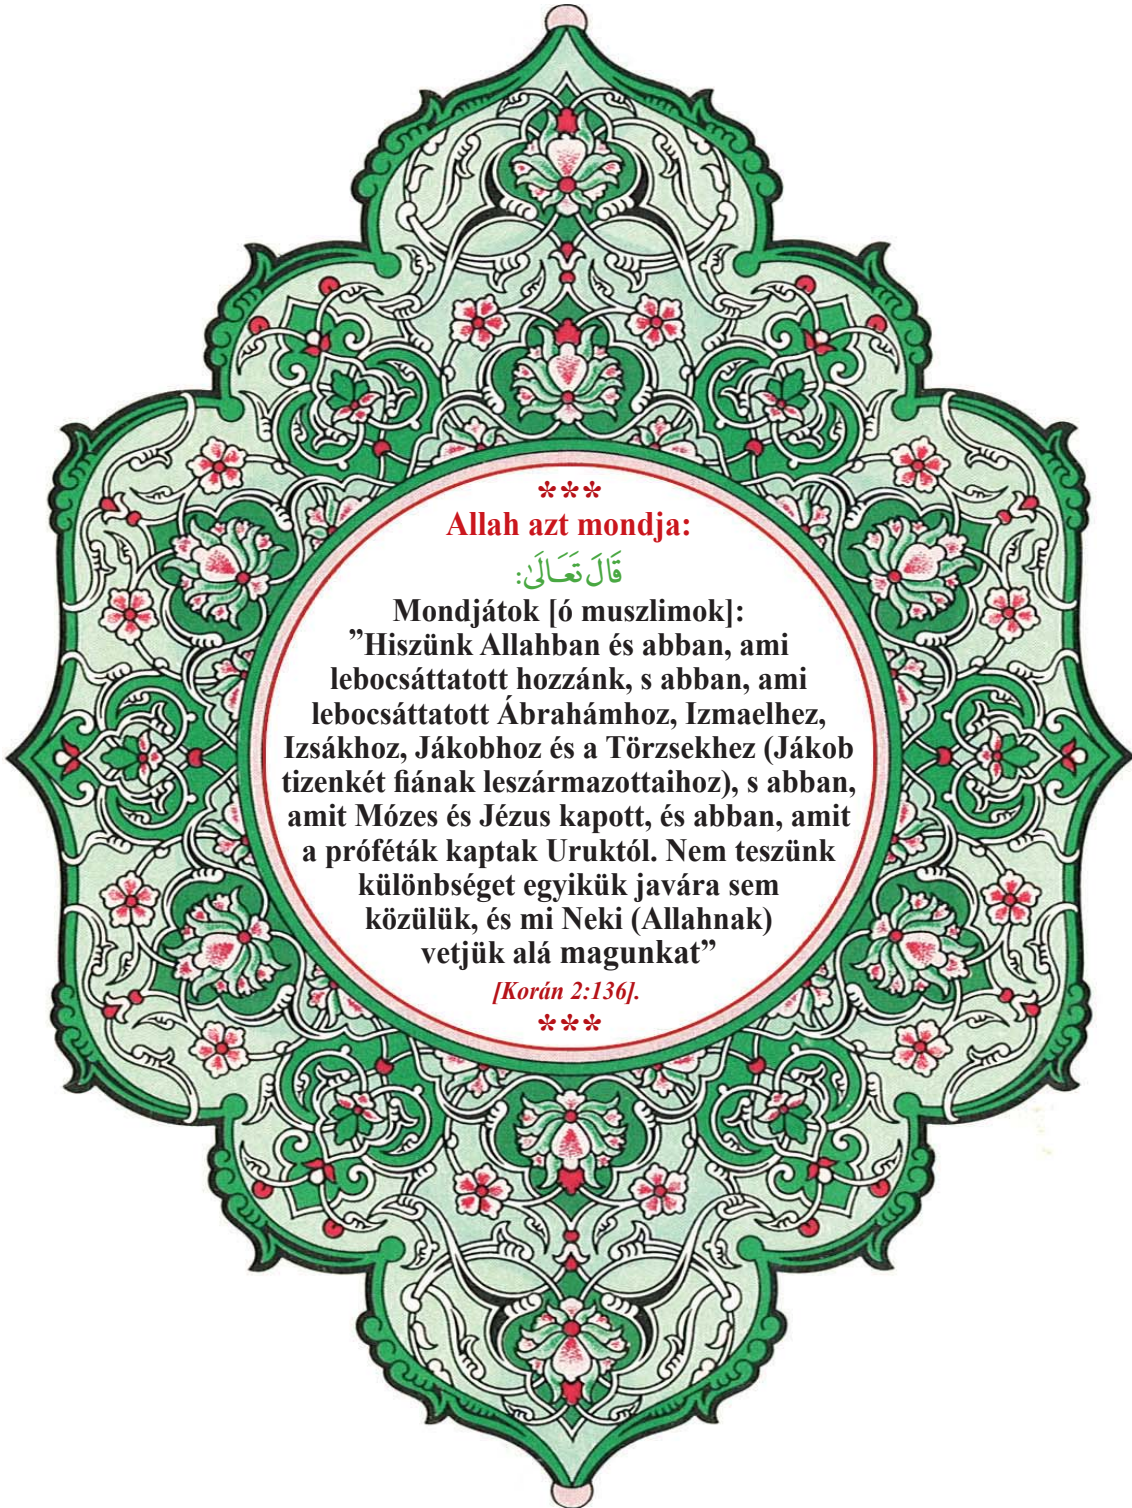 ***
Allah azt mondja:
قَالَ تَعَالَىٰ:
Mondjátok [ó muszlimok]:
”Hiszünk Allahban és abban, ami
lebocsáttatott hozzánk, s abban, ami
lebocsáttatott Ábrahámhoz, Izmaelhez,
Izsákhoz, Jákobhoz és a Törzsekhez (Jákob
tizenkét fiának leszármazottaihoz), s abban,
amit Mózes és Jézus kapott, és abban, amit
a próféták kaptak Uruktól. Nem teszünk
különbséget egyikük javára sem
közülük, és mi Neki (Allahnak)
vetjük alá magunkat”
[Korán 2:136].
***